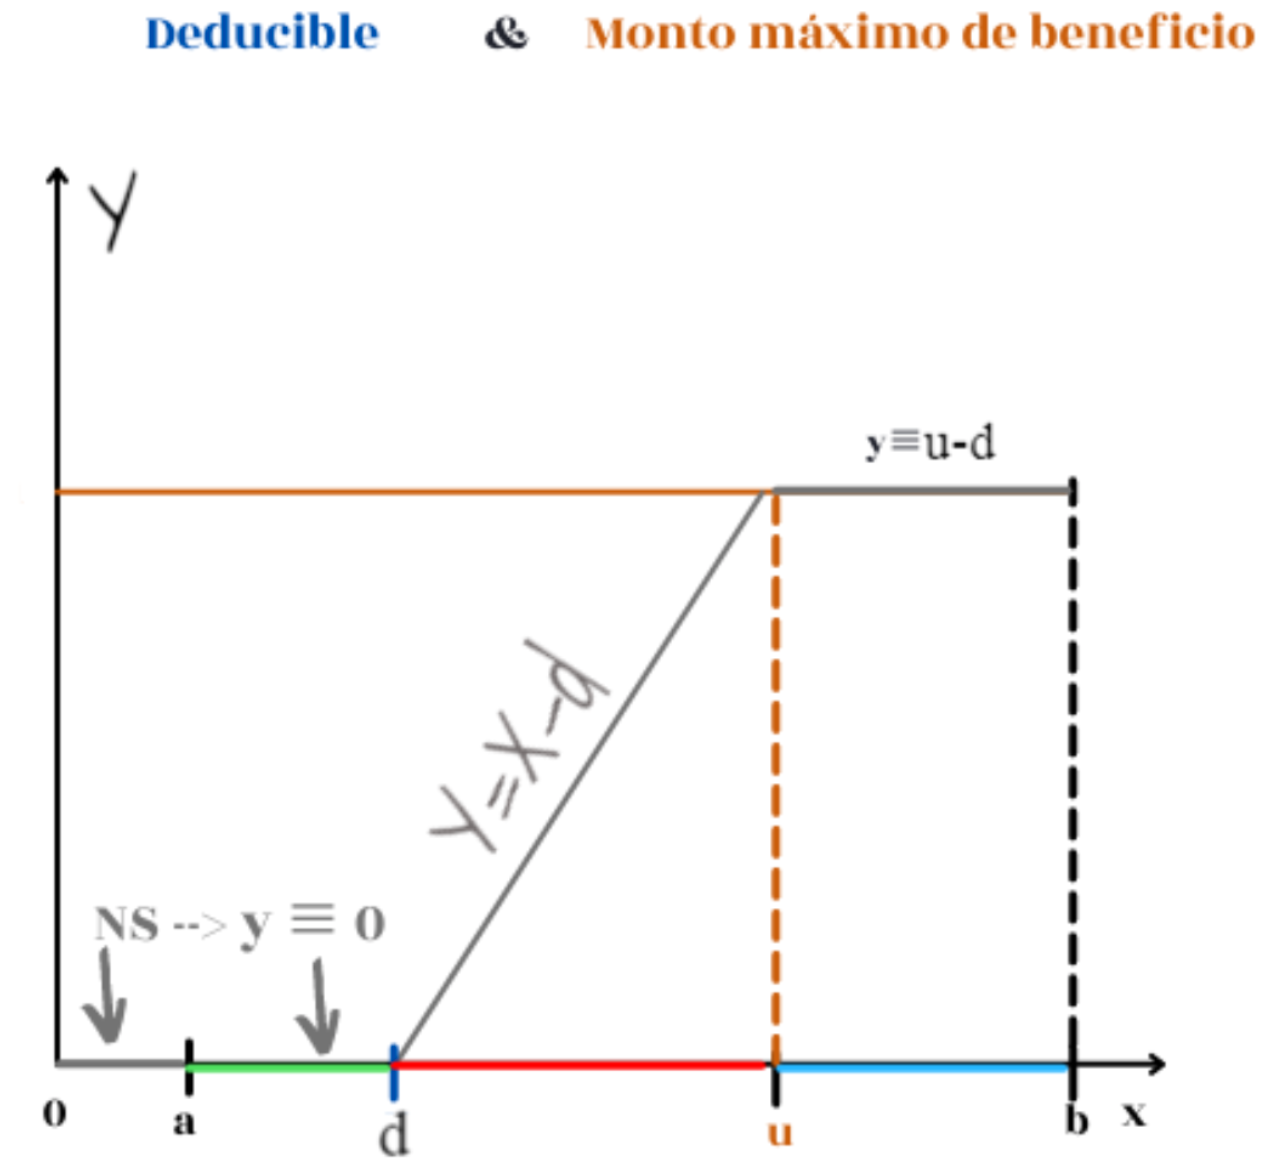 Deducible & Monto máximo de beneficio
Y
y≡u-d
Y=X-d
NS --> y ≡ 0
0 a d u b x